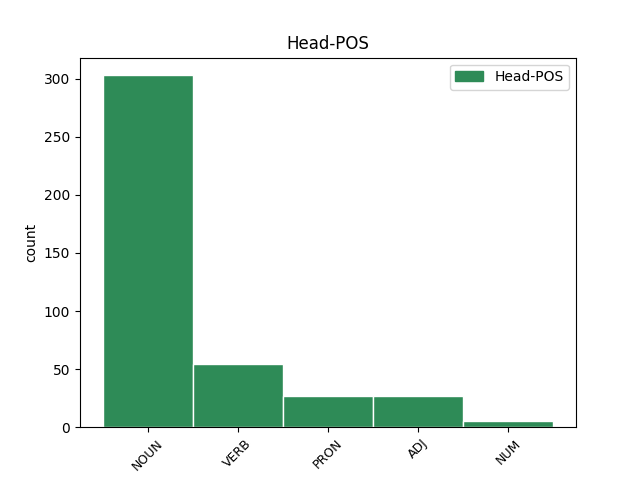 Head-POS
Head-POS
300
250
200
150
100
50
0
count
NOUN
VERB
PRON
ADJ
NUM